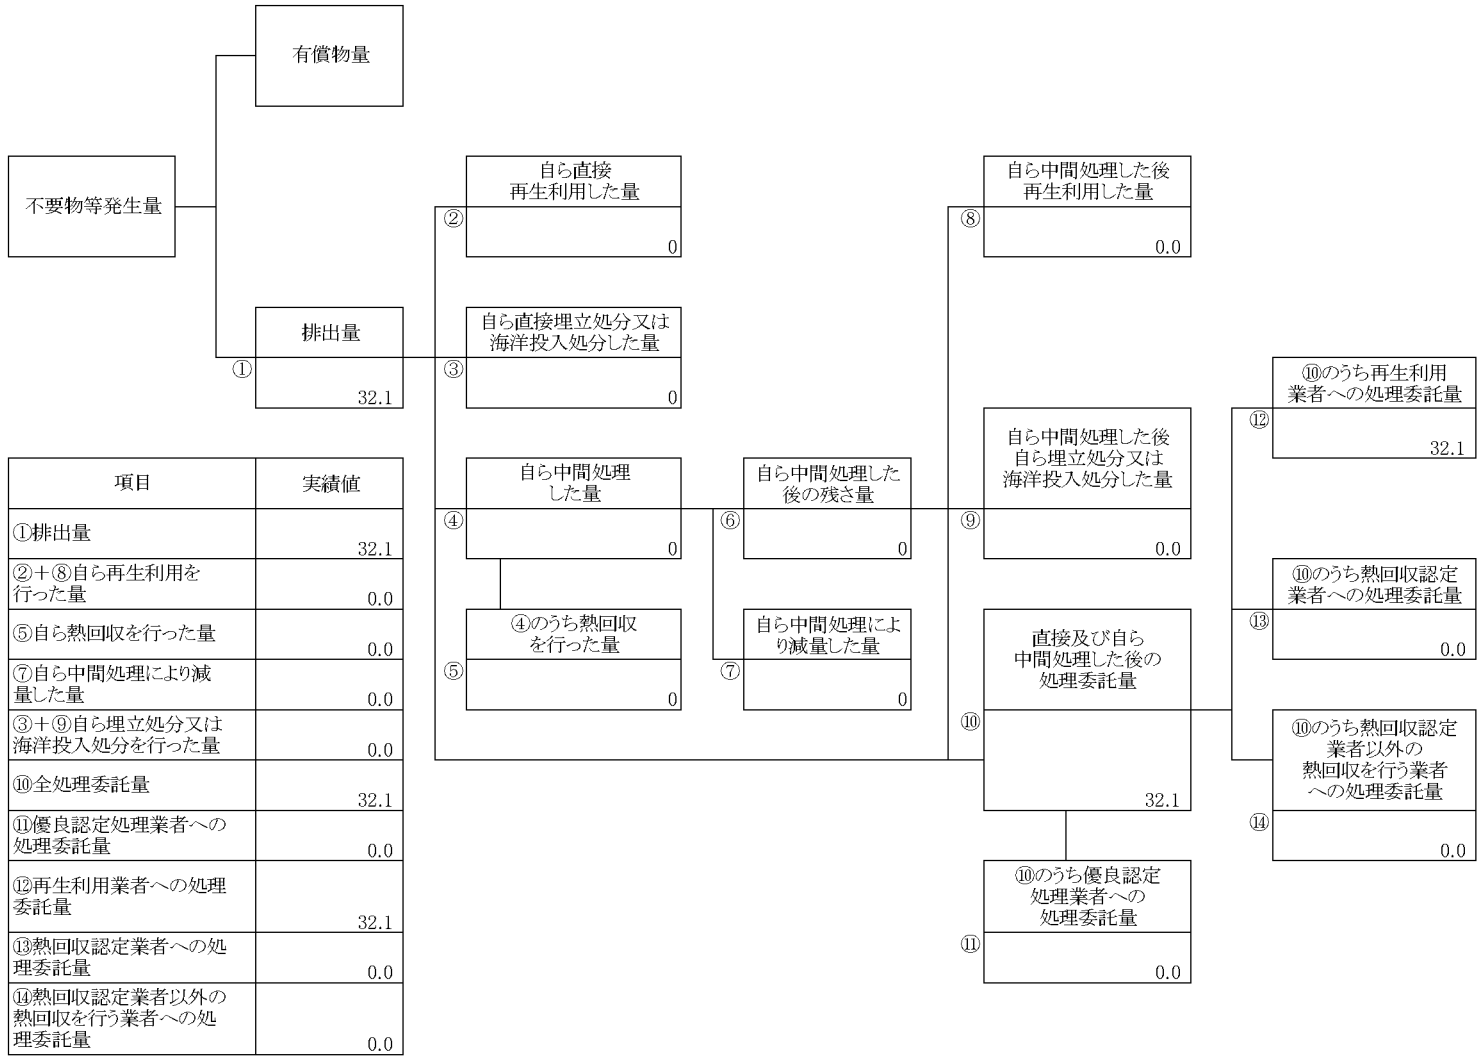 有償物量
不要物等発生量
排出量
①
32.1
自ら直接
再生利用した量
②
0
自ら直接埋立処分又は
海洋投入処分した量
③
0
自ら中間処理
した量
④
0
④のうち熱回収
を行った量
⑤
0
自ら中間処理した
後の残さ量
⑥
0
自ら中間処理によ
り減量した量
⑦
0
自ら中間処理した後
再生利用した量
⑧
0.0
自ら中間処理した後
自ら埋立処分又は
海洋投入処分した量
⑨
0.0
直接及び自ら
中間処理した後の
処理委託量
⑩
32.1
⑩のうち優良認定
処理業者への
処理委託量
⑪
0.0
⑩のうち再生利用
業者への処理委託量
⑫
32.1
⑩のうち熱回収認定
業者への処理委託量
⑬
0.0
⑩のうち熱回収認定
業者以外の
熱回収を行う業者
への処理委託量
⑭
0.0
項目 実績値
①排出量
32.1
②＋⑧自ら再生利用を
行った量
0.0
⑤自ら熱回収を行った量
0.0
⑦自ら中間処理により減
量した量
0.0
③＋⑨自ら埋立処分又は
海洋投入処分を行った量
0.0
⑩全処理委託量
32.1
⑪優良認定処理業者への
処理委託量
0.0
⑫再生利用業者への処理
委託量
32.1
⑬熱回収認定業者への処
理委託量
0.0
⑭熱回収認定業者以外の
熱回収を行う業者への処
理委託量
0.0